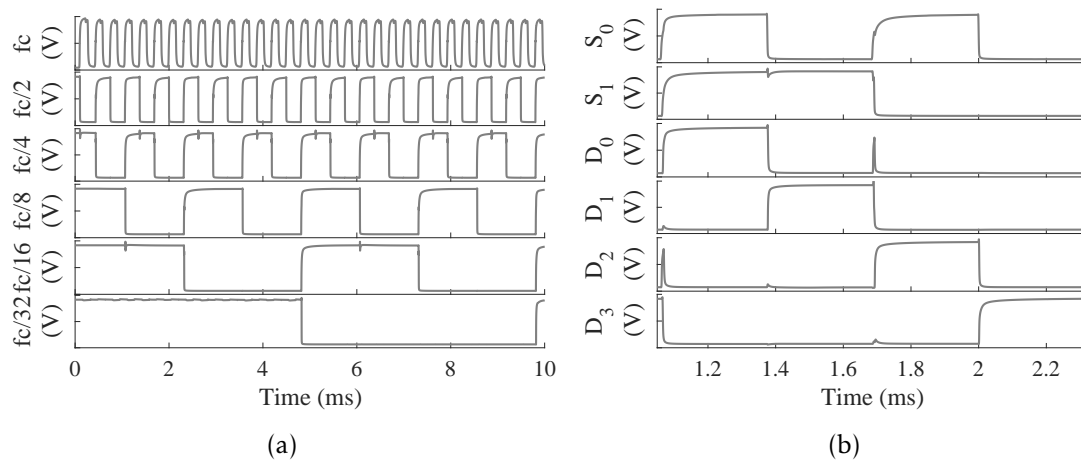 fc
(V)
fc/2
(V)
fc/4
(V)
fc/8
(V)
fc/16
(V)
fc/32
(V)
0 2 4 6 8 10
Time (ms)
(a)
S0
(V)
S1
(V)
D0
(V)
D1
(V)
D2
(V)
D3
(V)
1.2 1.4 1.6 1.8 2 2.2
Time (ms)
(b)